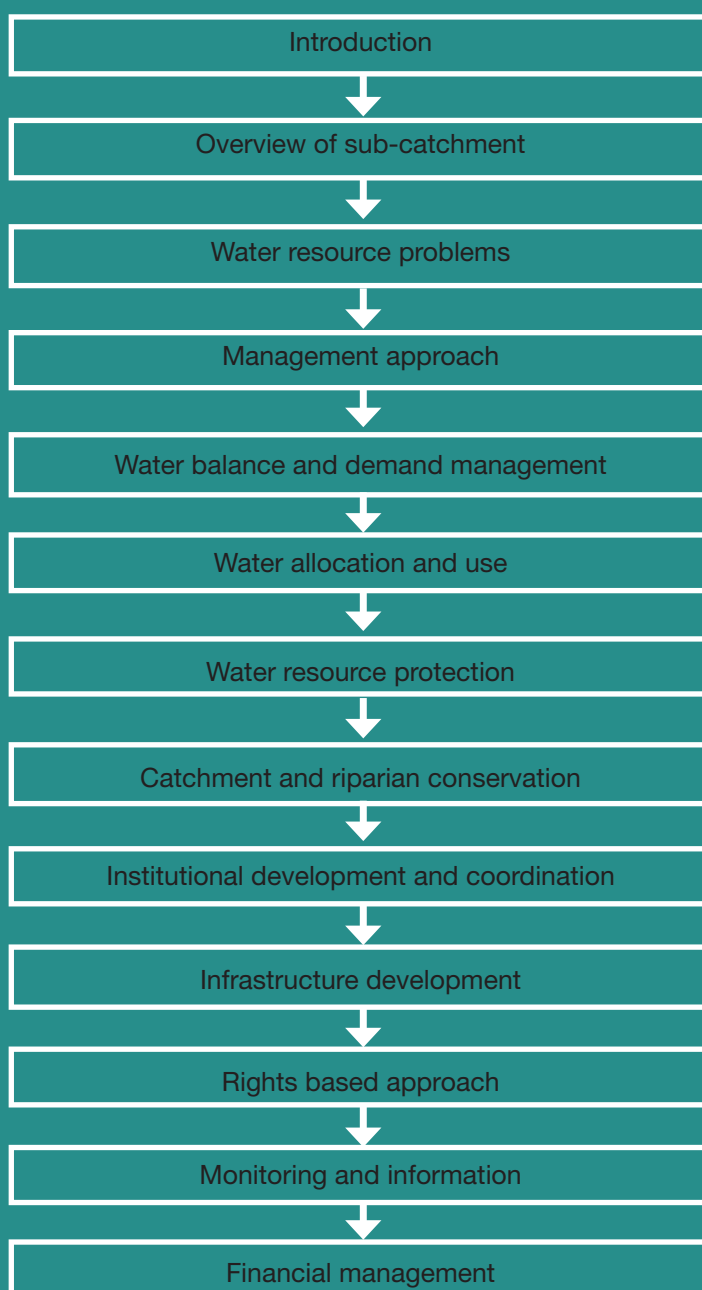 Introduction
Overview of sub-catchment
Water resource problems
Management approach
Water balance and demand management
Water allocation and use
Water resource protection
Catchment and riparian conservation
Institutional development and coordination
Infrastructure development
Rights based approach
Monitoring and information
Financial management